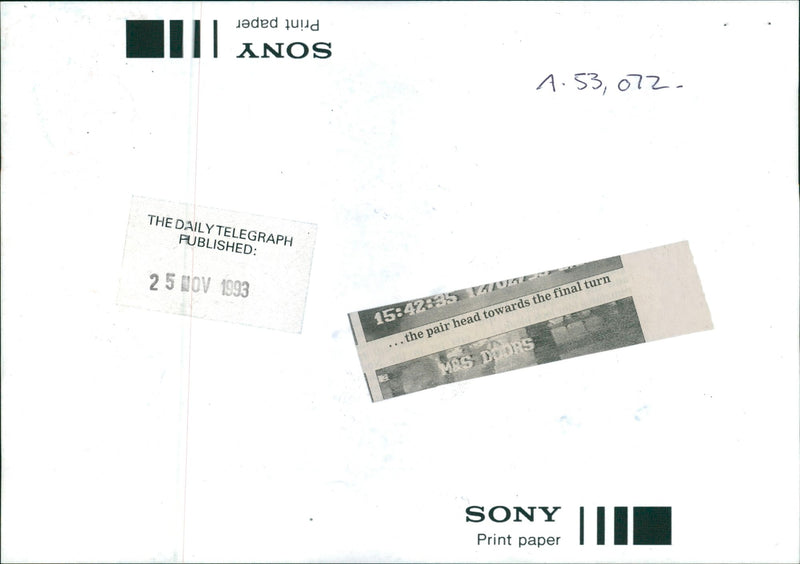 Print paper
SONY
A. 53, 072.
THE DAILY TELEGRAPH
PUBLISHED:
25 NOV 1993
15:42:35
...the pair head towards the final turn
M&S DOORS
SONY
Print paper